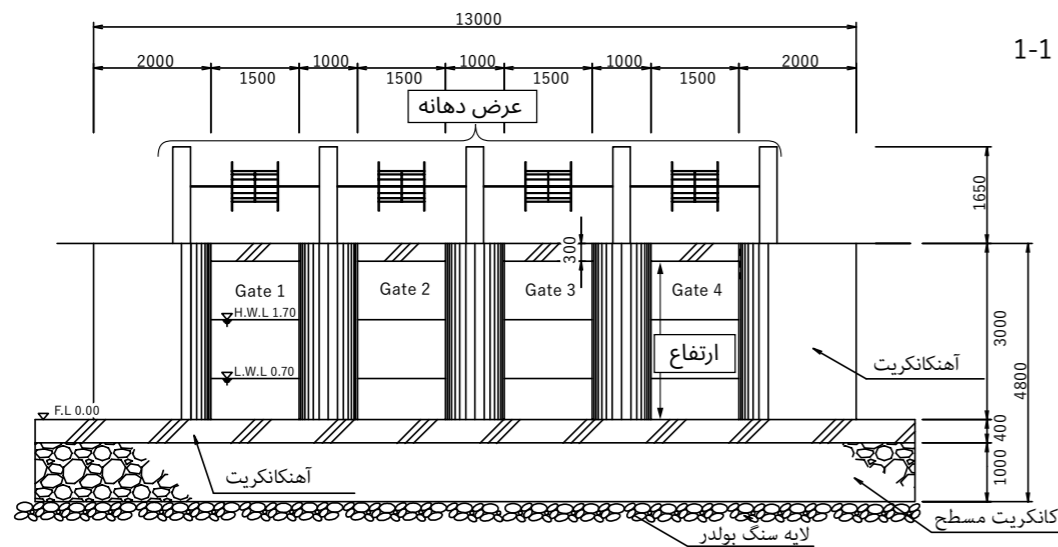 13000
1-1
2000 1500 1000 1500 1000 1500 1000 1500 2000
عرض دهانه
1650
300
Gate 1 Gate 2 Gate 3 Gate 4
H.W.L 1.70
3000
ارتفاع
آهنکانکریت
4800
L.W.L 0.70
F.L 0.00
400
آهنکانکریت
1000
کانکریت مسطح
لایه سنگ بولدر